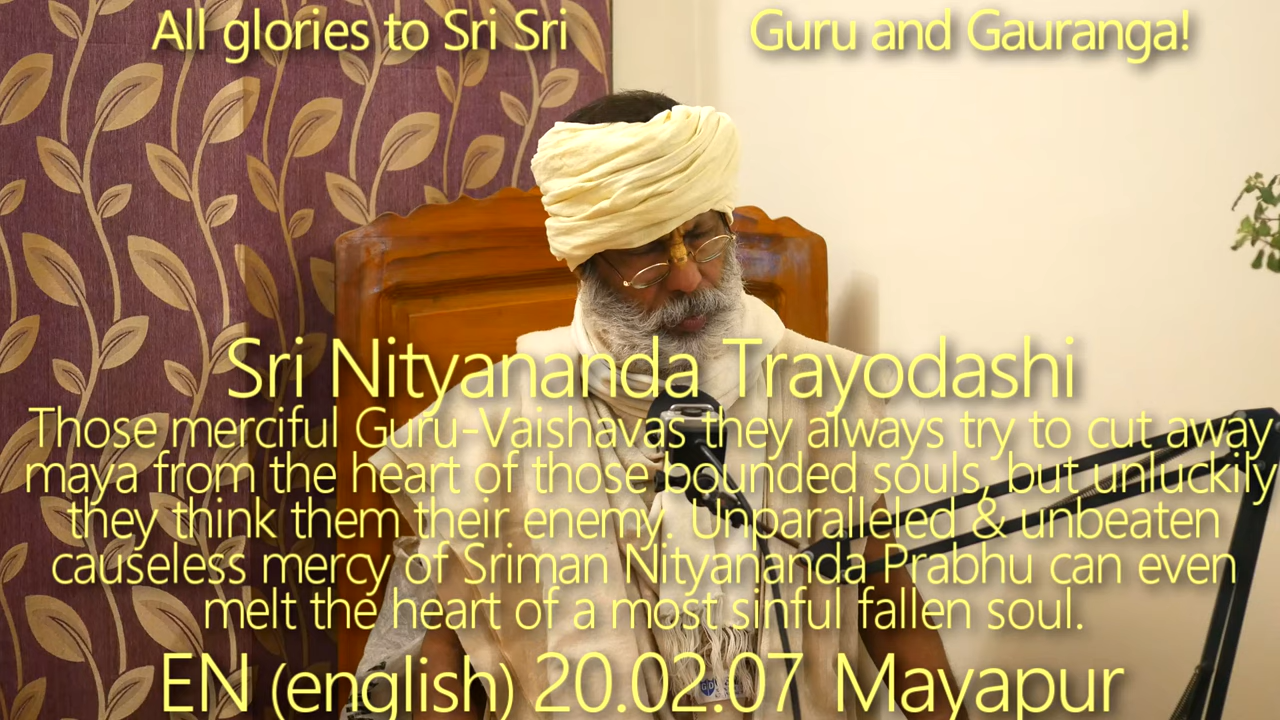 All glories to Sri Sri Guru and Gauranga!
Sri Nityananda Trayodashi
Those merciful Guru-Vaishavas they always try to cut away
maya from the heart of those bounded souls, but unluckily
they think them their enemy. Unparalleled & unbeaten
causeless mercy of Sriman Nityananda Prabhu can even
melt the heart of a most sinful fallen soul.
EN (english) 20.02.07 Mayapur